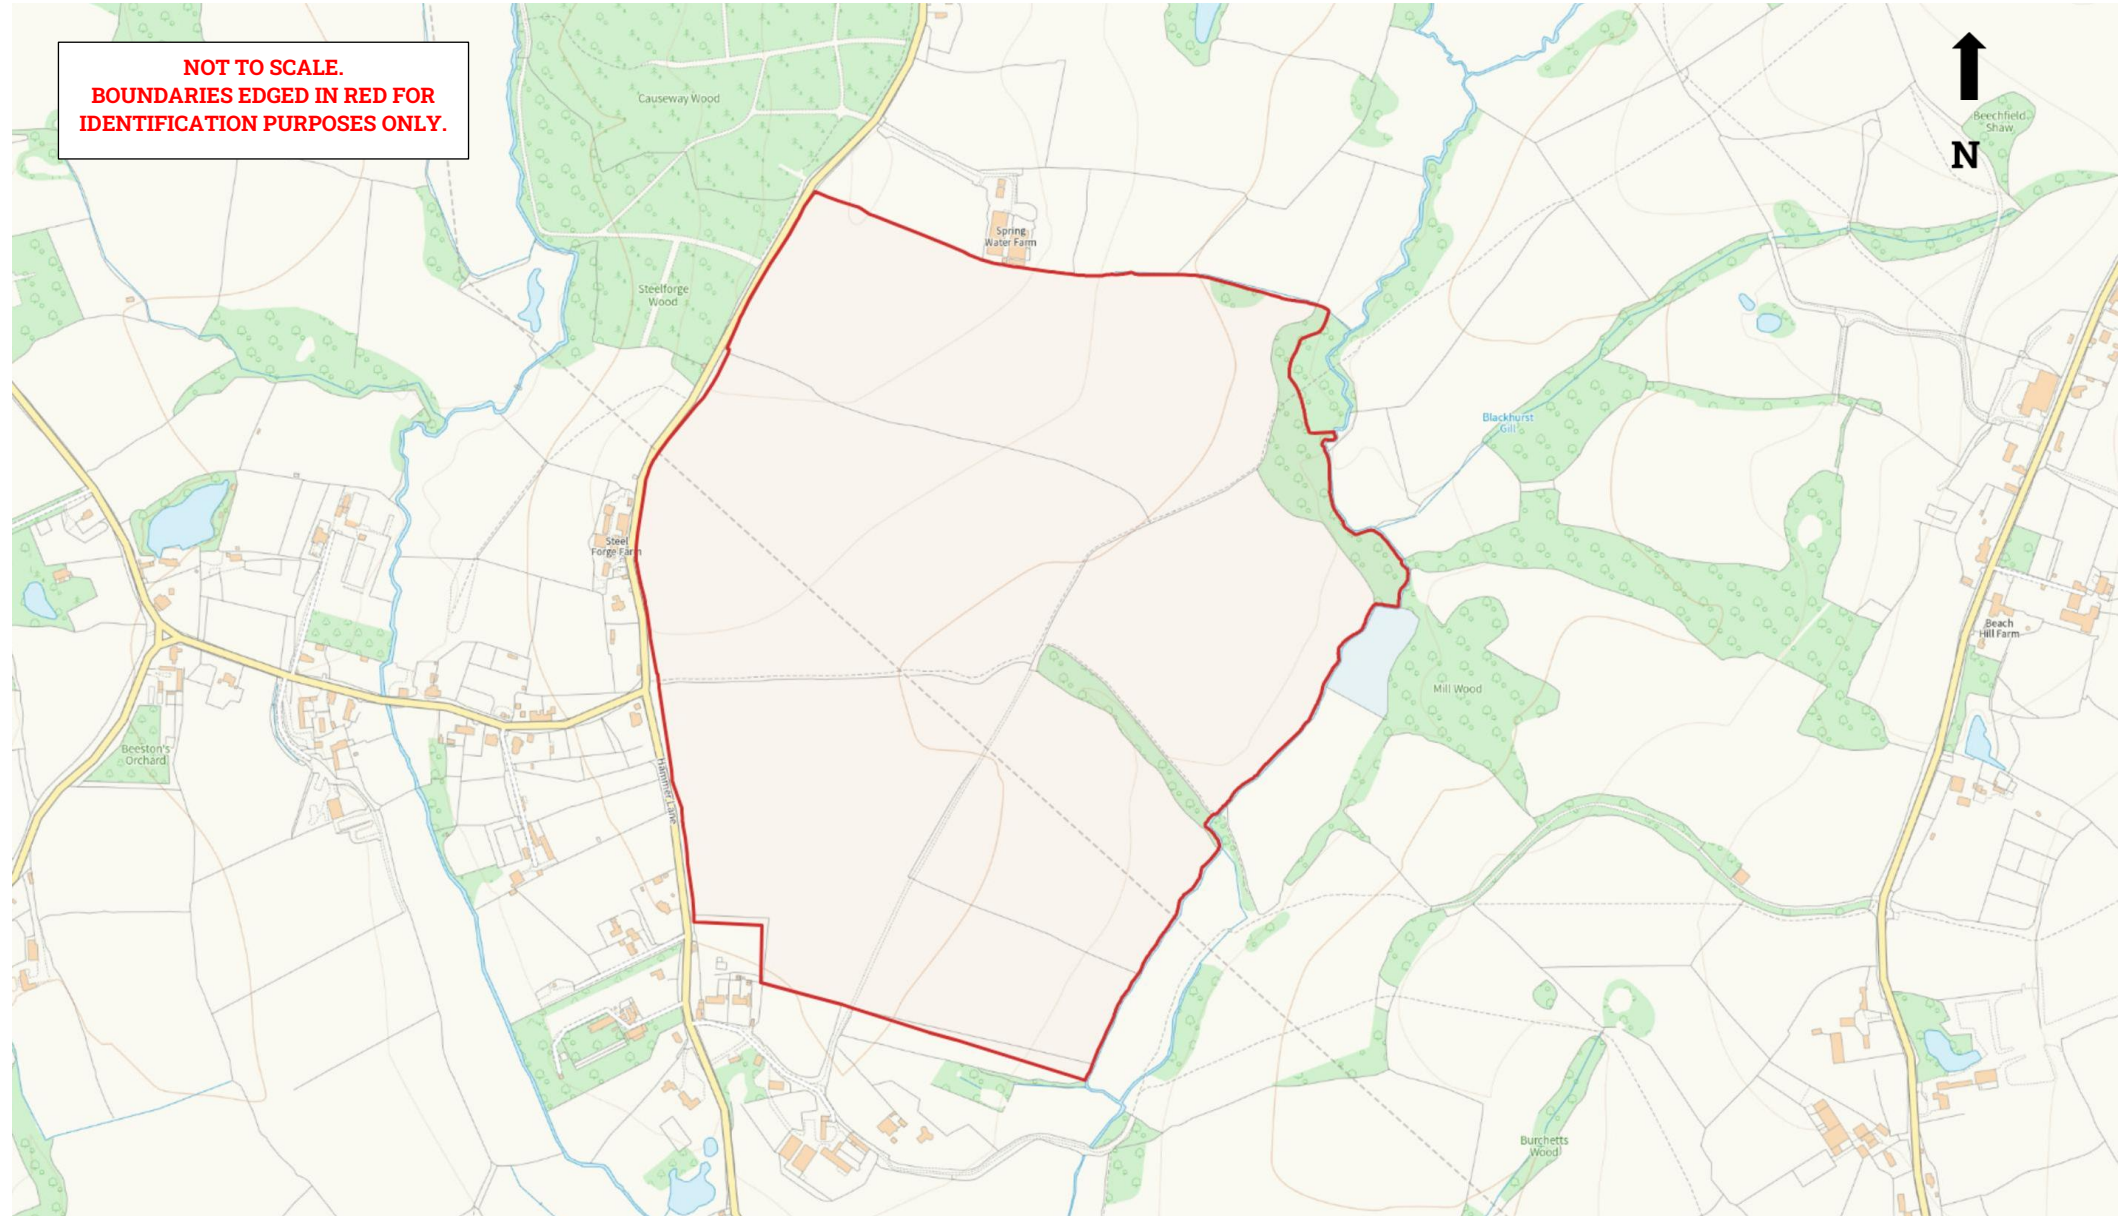 NOT TO SCALE.
BOUNDARIES EDGED IN RED FOR
IDENTIFICATION PURPOSES ONLY.
N
Causeway Wood
Beechfield
Shaw
Spring
Water Farm
Steelforge
Wood
Blackhurst
Gill
Steel
Forge Farm
Beach
Hill Farm
Mill Wood
Beeston's
Orchard
Hammer Lane
Burchetts
Wood